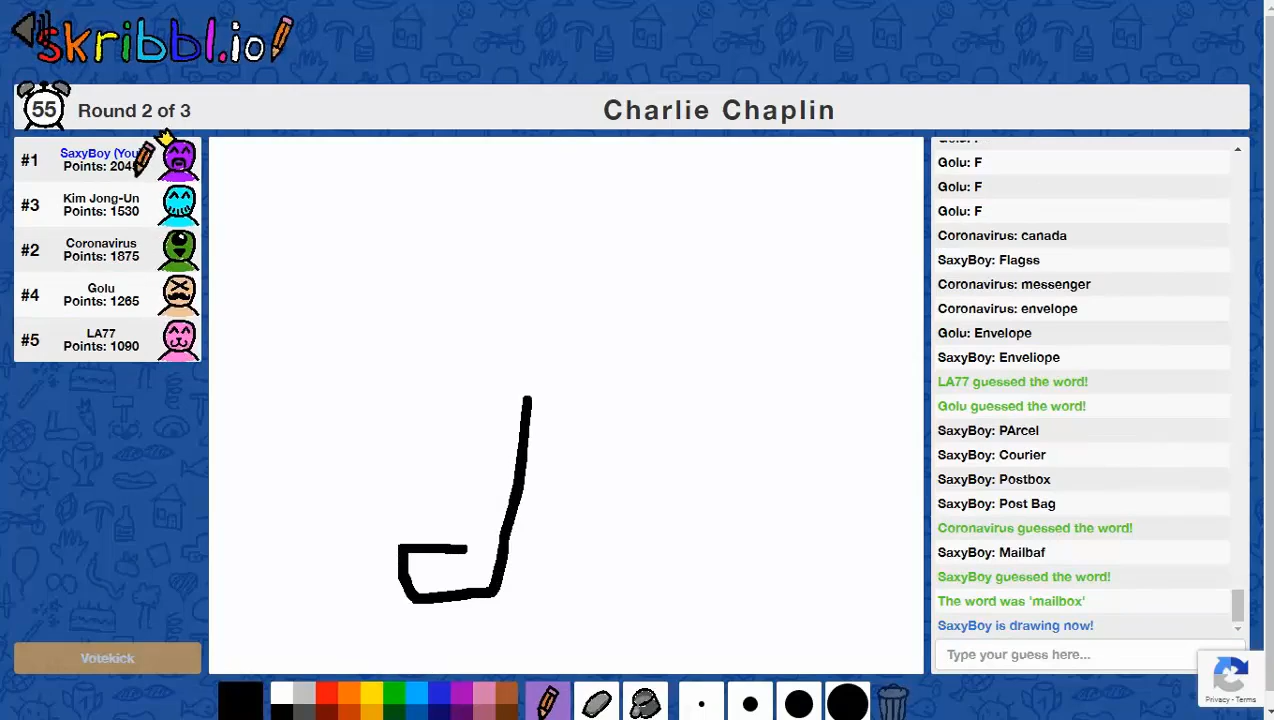 skribbl.io
55
Round 2 of 3
Charlie Chaplin
#1
SaxyBoy (You
Points: 204
#3
Kim Jong-Un
Points: 1530
#2
Coronavirus
Points: 1875
#4
Golu
Points: 1265
#5
LA77
Points: 1090
Votekick
Golu: F
Golu: F
Golu: F
Golu: F
Coronavirus: canada
SaxyBoy: Flagss
Coronavirus: messenger
Coronavirus: envelope
Golu: Envelope
SaxyBoy: Enveliope
LA77 guessed the word!
Golu guessed the word!
SaxyBoy: PArcel
SaxyBoy: Courier
SaxyBoy: Postbox
SaxyBoy: Post Bag
Coronavirus guessed the word!
SaxyBoy: Mailbaf
SaxyBoy guessed the word!
The word was 'mailbox'
SaxyBoy is drawing now!
Type your guess here...
Privacy - Terms